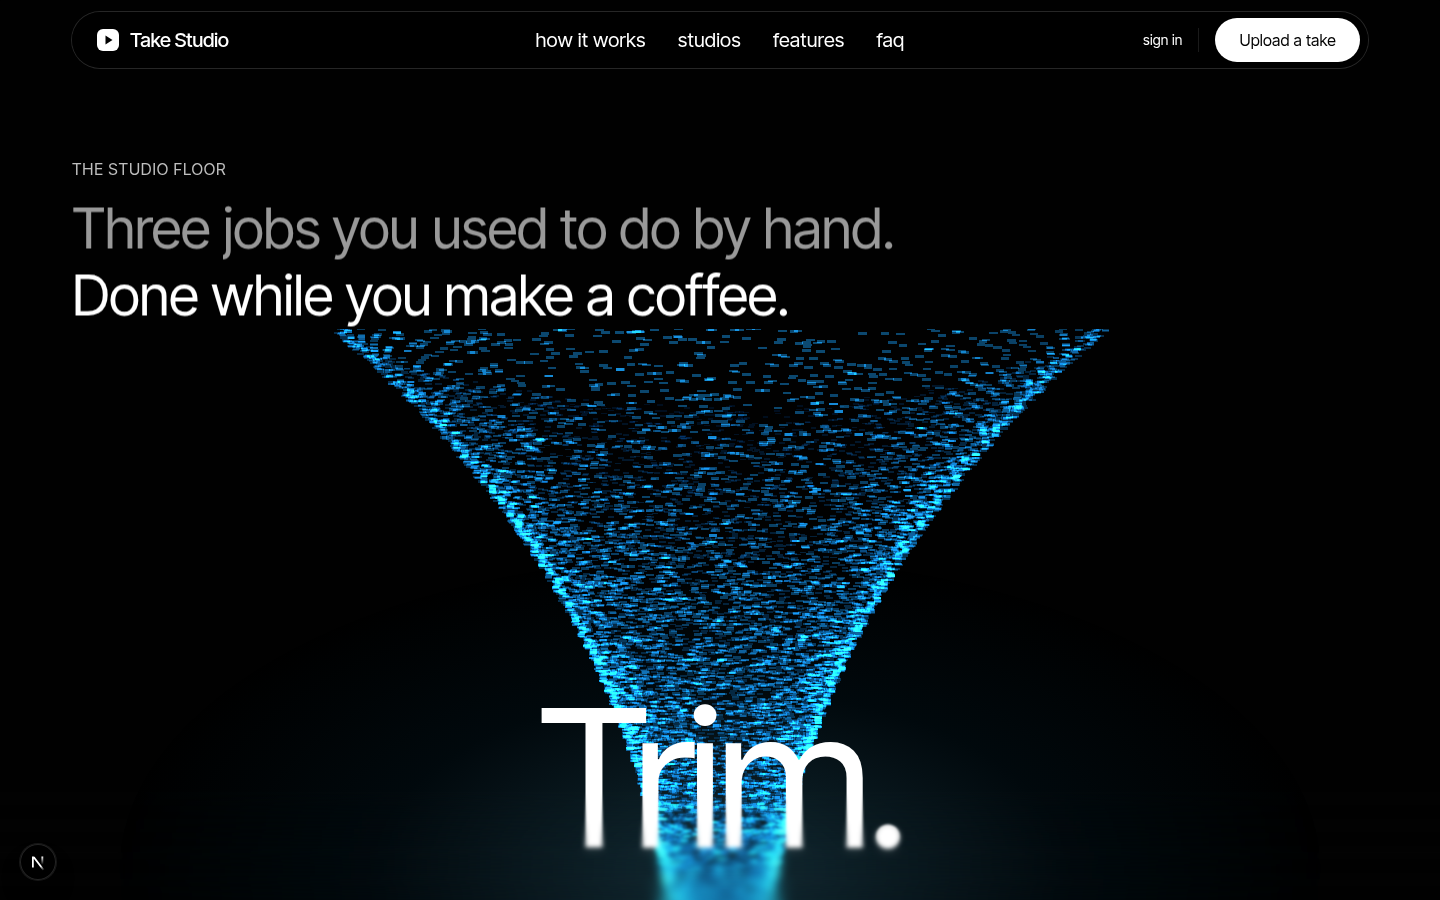 Take Studio
how it works
studios
features
faq
sign in
Upload a take
THE STUDIO FLOOR
Three jobs you used to do by hand.
Done while you make a coffee.
Trim.
N